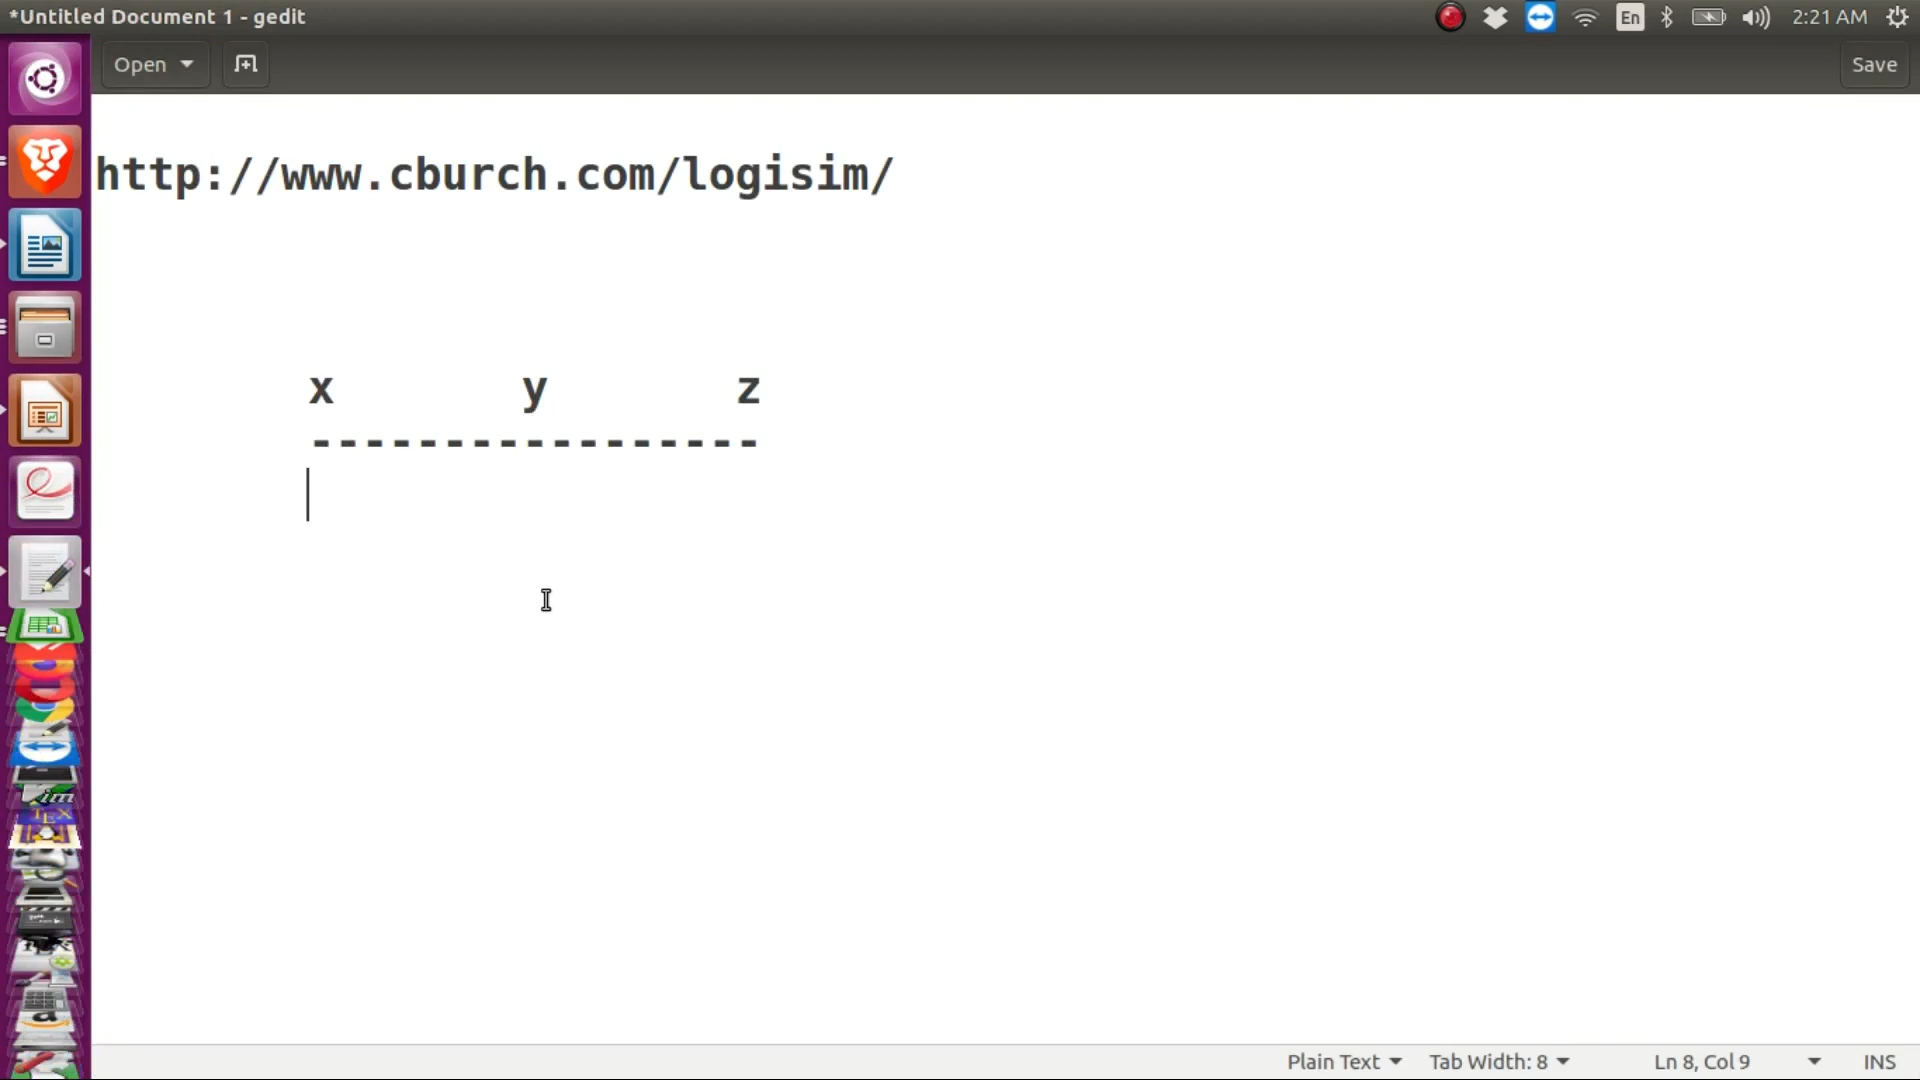 *Untitled Document 1 - gedit
En
2:21 AM
Open
Save
http://www.cburch.com/logisim/
x y z
-----------------
Plain Text
Tab Width: 8
Ln 8, Col 9
INS